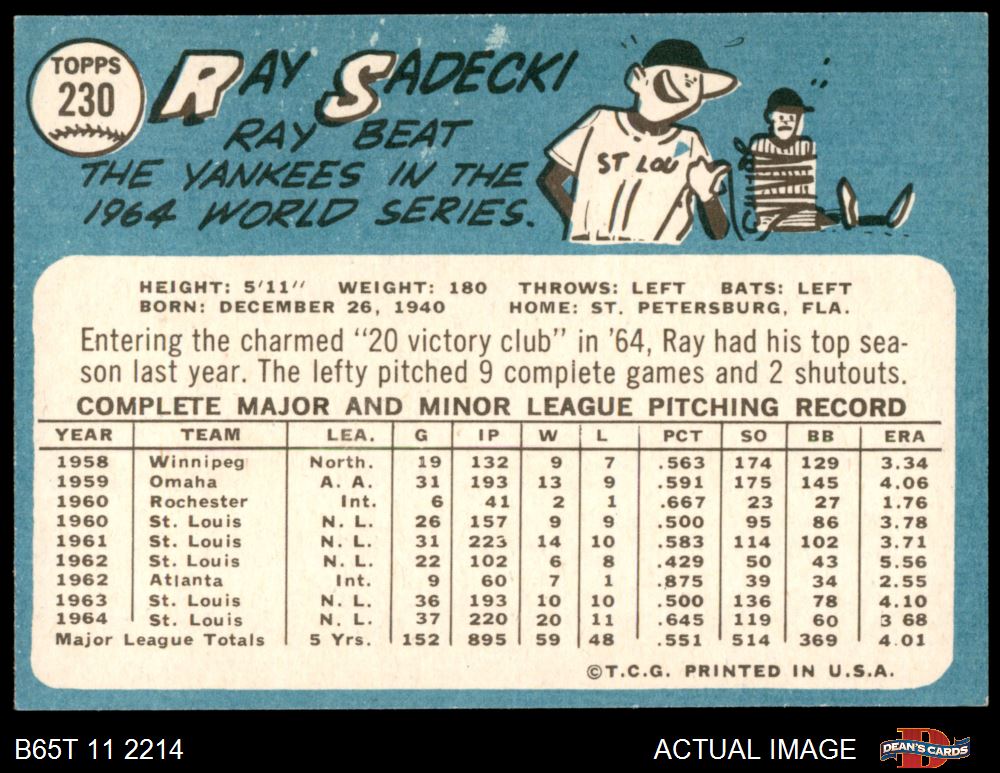 TOPPS
230
RAY SADECKI
RAY BEAT
THE YANKEES IN THE
1964 WORLD SERIES.
ST LOU
HEIGHT: 5'11" WEIGHT: 180 THROWS: LEFT BATS: LEFT
BORN: DECEMBER 26, 1940 HOME: ST. PETERSBURG, FLA.
Entering the charmed "20 victory club" in '64, Ray had his top sea-
son last year. The lefty pitched 9 complete games and 2 shutouts.
COMPLETE MAJOR AND MINOR LEAGUE PITCHING RECORD
YEAR TEAM LEA. G IP W L PCT SO BB ERA
1958 Winnipeg North. 19 132 9 7 .563 174 129 3.34
1959 Omaha A. A. 31 193 13 9 .591 175 145 4.06
1960 Rochester Int. 6 41 2 1 .667 23 27 1.76
1960 St. Louis N. L. 26 157 9 9 .500 95 86 3.78
1961 St. Louis N. L. 31 223 14 10 .583 114 102 3.71
1962 St. Louis N. L. 22 102 6 8 .429 50 43 5.56
1962 Atlanta Int. 9 60 7 1 .875 39 34 2.55
1963 St. Louis N. L. 36 193 10 10 .500 136 78 4.10
1964 St. Louis N. L. 37 220 20 11 .645 119 60 3 68
Major League Totals 5 Yrs. 152 895 59 48 .551 514 369 4.01
©T.C.G. PRINTED IN U.S.A.
B65T 11 2214 ACTUAL IMAGE DEAN'S CARDS